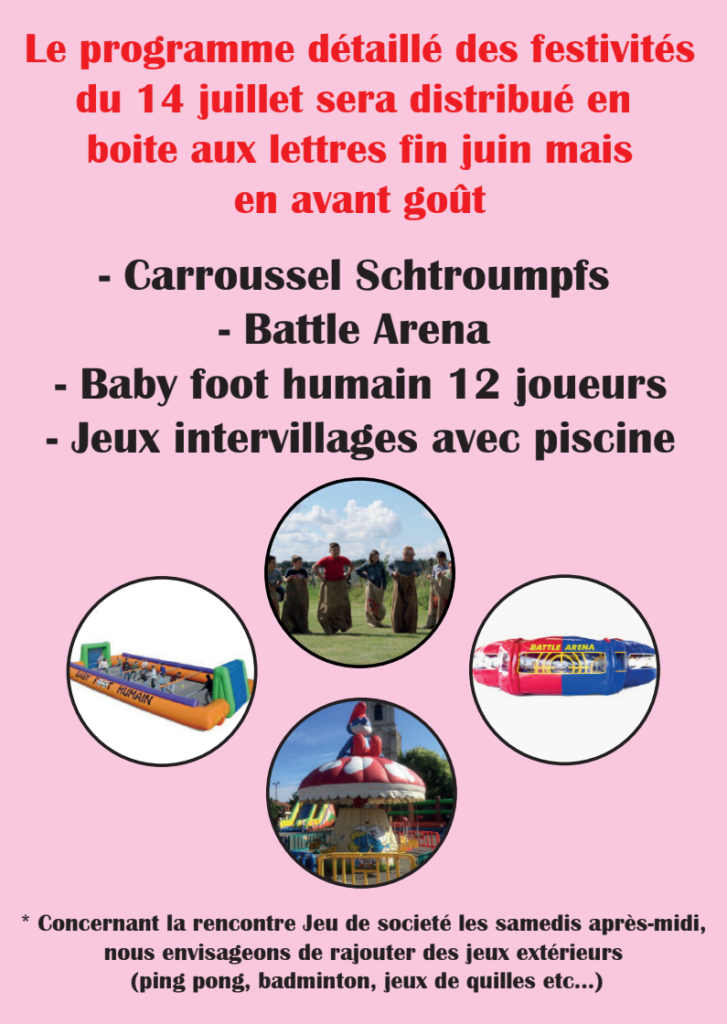 Le programme détaillé des festivités
du 14 juillet sera distribué en
boite aux lettres fin juin mais
en avant goût
- Carroussel Schtroumpfs
- Battle Arena
- Baby foot humain 12 joueurs
- Jeux intervillages avec piscine
BATTLE ARENA
BABY FOOT HUMAIN
* Concernant la rencontre Jeu de societé les samedis après-midi,
nous envisageons de rajouter des jeux extérieurs
(ping pong, badminton, jeux de quilles etc...)